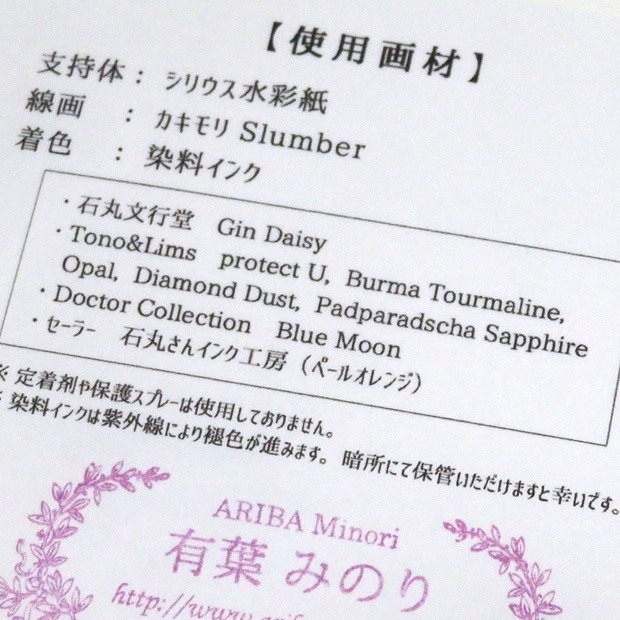 【使用画材】
支持体 : シリウス水彩紙
線画 : カキモリ Slumber
着色 : 染料インク
・石丸文行堂 Gin Daisy
・Tono&Lims protect U, Burma Tourmaline,
Opal, Diamond Dust, Padparadscha Sapphire
・Doctor Collection Blue Moon
・セーラー 石丸さんインク工房（ペールオレンジ）
※ 定着剤や保護スプレーは使用しておりません。
※ 染料インクは紫外線により褪色が進みます。暗所にて保管いただけますと幸いです。
ARIBA Minori
有葉 みのり
http://www.